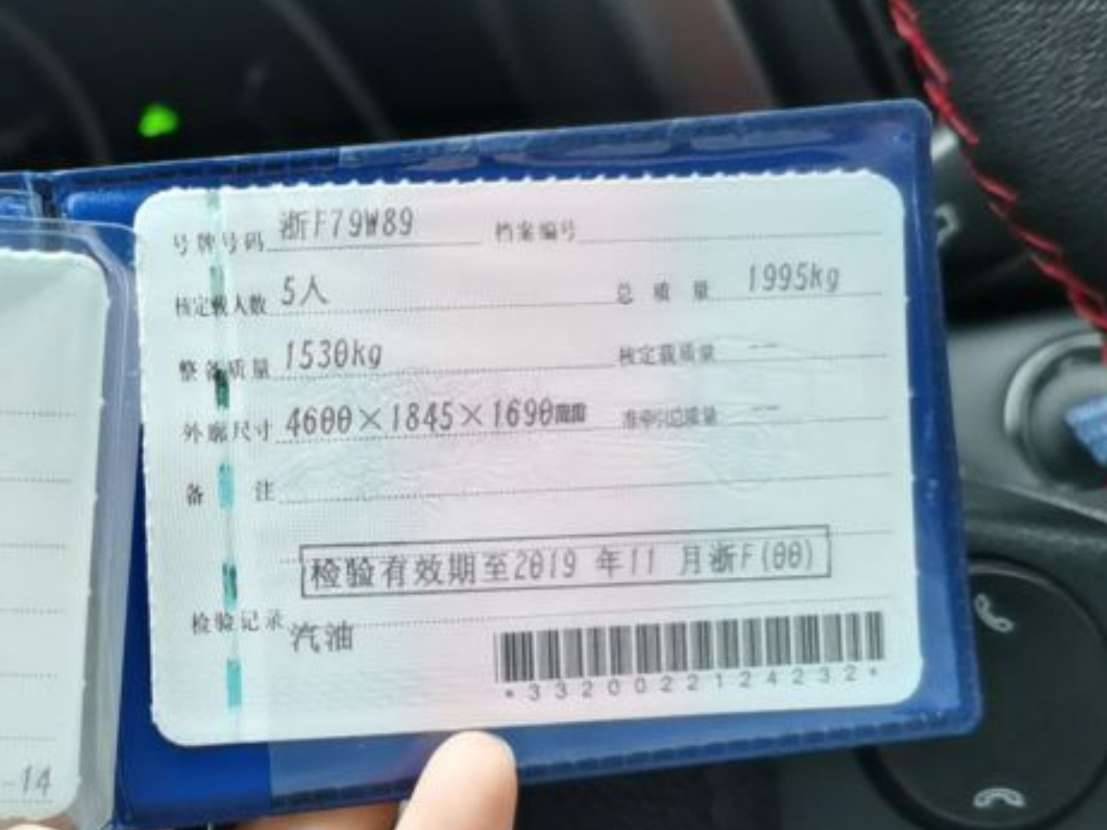 号牌号码 浙F79W89 档案编号
核定载人数 5人 总质量 1995kg
整备质量 1530kg 核定载质量 --
外廓尺寸 4600×1845×1690mm 准牵引总质量 --
备注
检验有效期至2019年11月浙F(00)
检验记录 汽油
*3320022124232*
-14